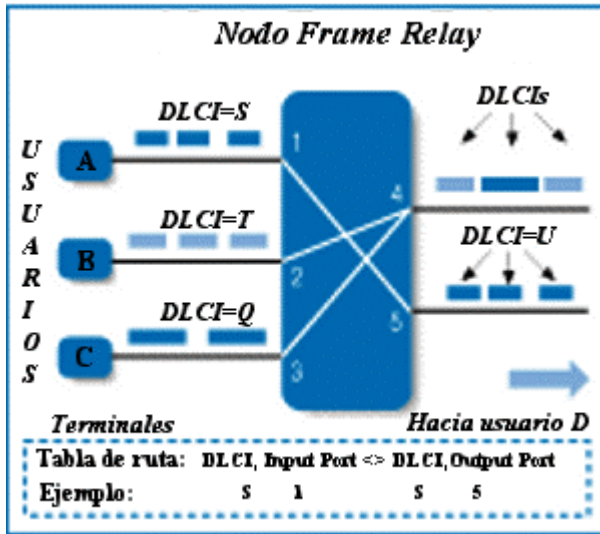 Nodo Frame Relay
USUARIOS
DLCI=S
DLCIs
A
1
4
DLCI=T
DLCI=U
B
2
DLCI=Q
5
C
3
Terminales
Hacia usuario D
Tabla de ruta: DLCI, Input Port <> DLCI, Output Port
Ejemplo: S 1 S 5